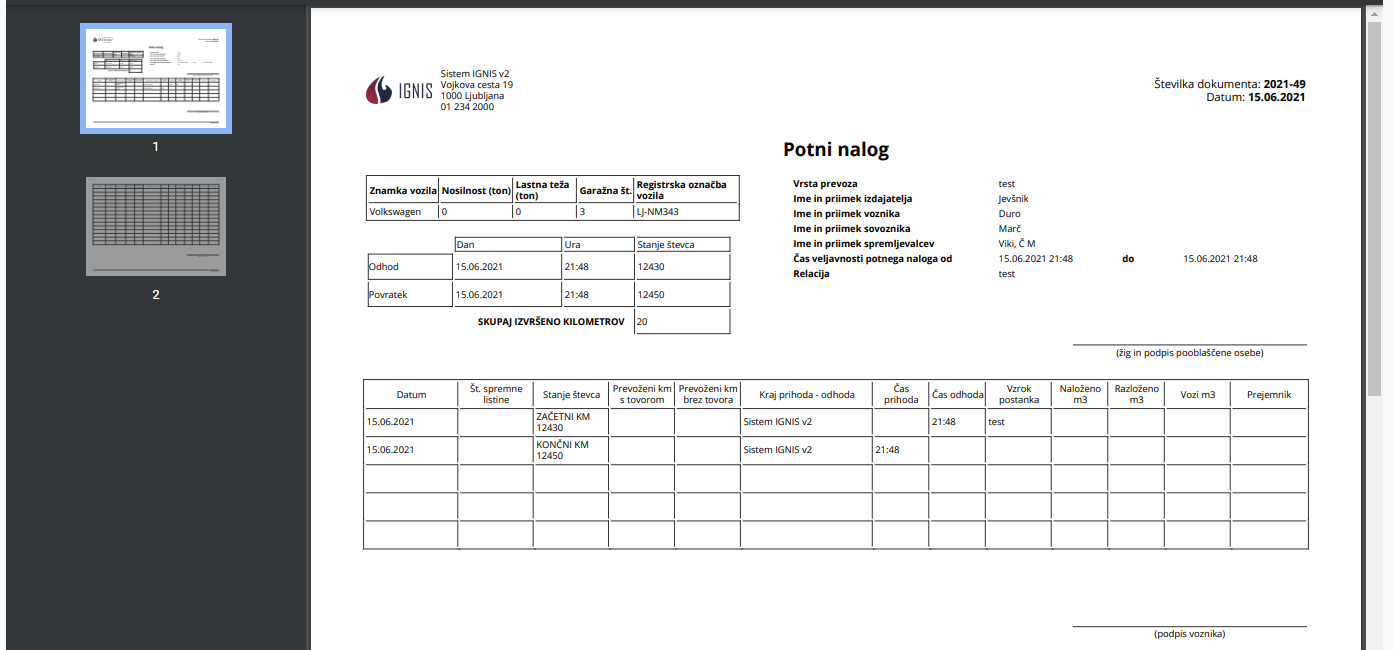 1
2
IGNIS
Sistem IGNIS v2
Vojkova cesta 19
1000 Ljubljana
01 234 2000
Številka dokumenta: 2021-49
Datum: 15.06.2021
Potni nalog
Znamka vozila Nosilnost (ton) Lastna teža (ton) Garažna št. Registrska označba vozila
Volkswagen 0 0 3 LJ-NM343
Dan Ura Stanje števca
Odhod 15.06.2021 21:48 12430
Povratek 15.06.2021 21:48 12450
SKUPAJ IZVRŠENO KILOMETROV 20
Vrsta prevoza test
Ime in priimek izdajatelja Jevšnik
Ime in priimek voznika Duro
Ime in priimek sovoznika Marč
Ime in priimek spremljevalcev Viki, Č M
Čas veljavnosti potnega naloga od 15.06.2021 21:48 do 15.06.2021 21:48
Relacija test
(žig in podpis pooblaščene osebe)
Datum Št. spremne listine Stanje števca Prevoženi km s tovorom Prevoženi km brez tovora Kraj prihoda - odhoda Čas prihoda Čas odhoda Vzrok postanka Naloženo m3 Razloženo m3 Vozi m3 Prejemnik
15.06.2021 ZAČETNI KM 12430 Sistem IGNIS v2 21:48 test
15.06.2021 KONČNI KM 12450 Sistem IGNIS v2 21:48
(podpis voznika)